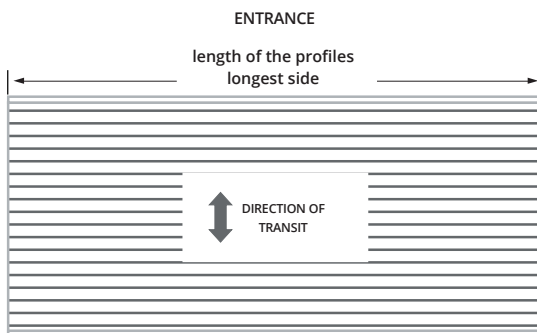 ENTRANCE
length of the profiles
longest side
DIRECTION OF
TRANSIT